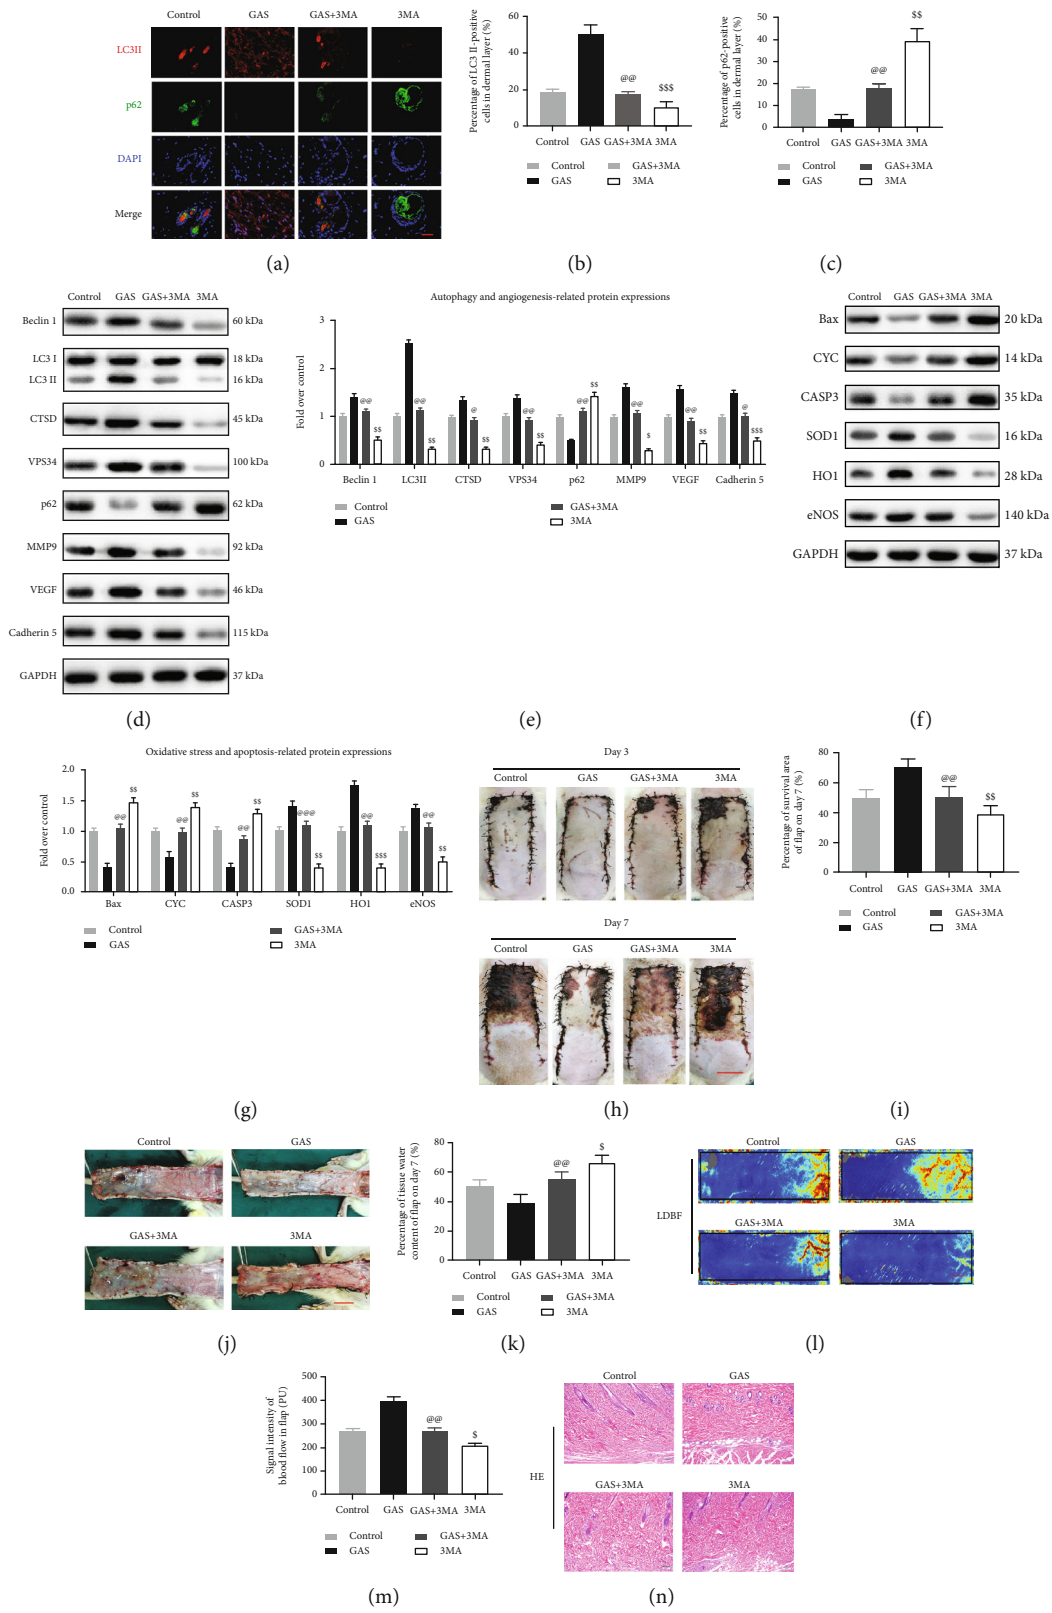 Control GAS GAS+3MA 3MA
LC3II
p62
DAPI
Merge
(a)
Percentage of LC3 II-positive
cells in dermal layer (%)
60
40
20
0
@@
$$$
Control GAS GAS+3MA 3MA
Control GAS+3MA
GAS 3MA
(b)
Percentage of p62-positive
cells in dermal layer (%)
50
40
30
20
10
0
@@
$$
Control GAS GAS+3MA 3MA
Control GAS+3MA
GAS 3MA
(c)
Control GAS GAS+3MA 3MA
Beclin 1 60 kDa
LC3 I 18 kDa
LC3 II 16 kDa
CTSD 45 kDa
VPS34 100 kDa
p62 62 kDa
MMP9 92 kDa
VEGF 46 kDa
Cadherin 5 115 kDa
GAPDH 37 kDa
(d)
Autophagy and angiogenesis-related protein expressions
Fold over control
3
2
1
0
@@ $$ @@ $$ @ $$ @@ $$ @@ $$ @@ $ @@ $$ @ $$$
Beclin 1 LC3II CTSD VPS34 p62 MMP9 VEGF Cadherin 5
Control GAS+3MA
GAS 3MA
(e)
Control GAS GAS+3MA 3MA
Bax 20 kDa
CYC 14 kDa
CASP3 35 kDa
SOD1 16 kDa
HO1 28 kDa
eNOS 140 kDa
GAPDH 37 kDa
(f)
Oxidative stress and apoptosis-related protein expressions
Fold over control
2.0
1.5
1.0
0.5
0.0
@@ $$ @@ $$ @@ $$ @@@ $$ @@ $$$ @@ $$
Bax CYC CASP3 SOD1 HO1 eNOS
Control GAS+3MA
GAS 3MA
(g)
Day 3
Control GAS GAS+3MA 3MA
Day 7
Control GAS GAS+3MA 3MA
(h)
Percentage of survival area
of flap on day 7 (%)
80
60
40
20
0
@@
$$
Control GAS GAS+3MA 3MA
Control GAS+3MA
GAS 3MA
(i)
Control GAS
GAS+3MA 3MA
(j)
Percentage of tissue water
content of flap on day 7 (%)
80
60
40
20
0
@@
$
Control GAS GAS+3MA 3MA
Control GAS+3MA
GAS 3MA
(k)
Control GAS
LDBF
GAS+3MA 3MA
(l)
Signal intensity of
blood flow in flap (PU)
500
400
300
200
100
0
@@
$
Control GAS GAS+3MA 3MA
Control GAS+3MA
GAS 3MA
(m)
Control GAS
HE
GAS+3MA 3MA
(n)